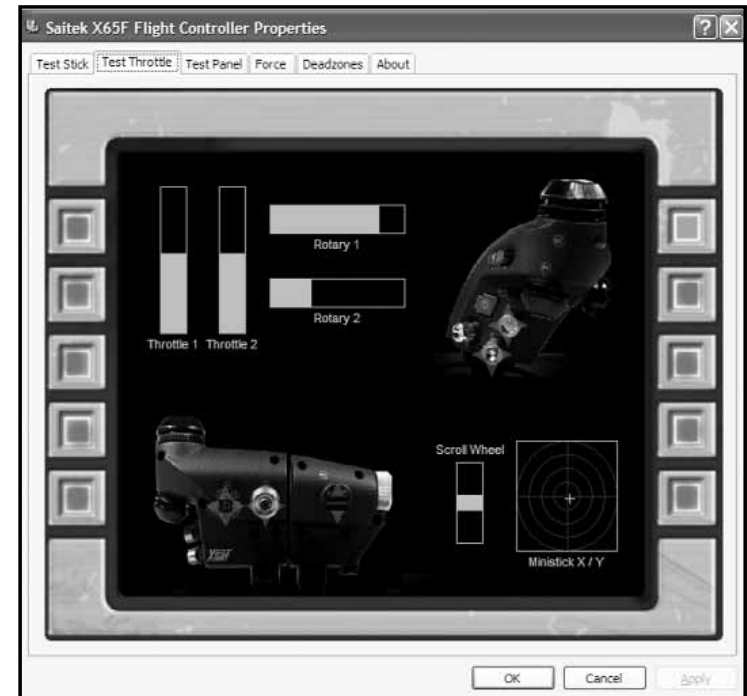 Saitek X65F Flight Controller Properties
Test Stick Test Throttle Test Panel Force Deadzones About
Rotary 1
Rotary 2
Throttle 1 Throttle 2
Scroll Wheel
X65F
Ministick X / Y
OK Cancel Apply